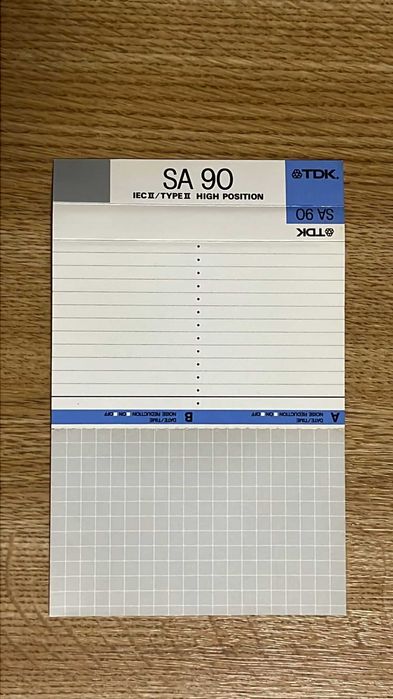 SA 90
IEC II/TYPE II HIGH POSITION
TDK.
SA 90
TDK
A DATE/TIME
NOISE REDUCTION ON OFF
B DATE/TIME
NOISE REDUCTION ON OFF